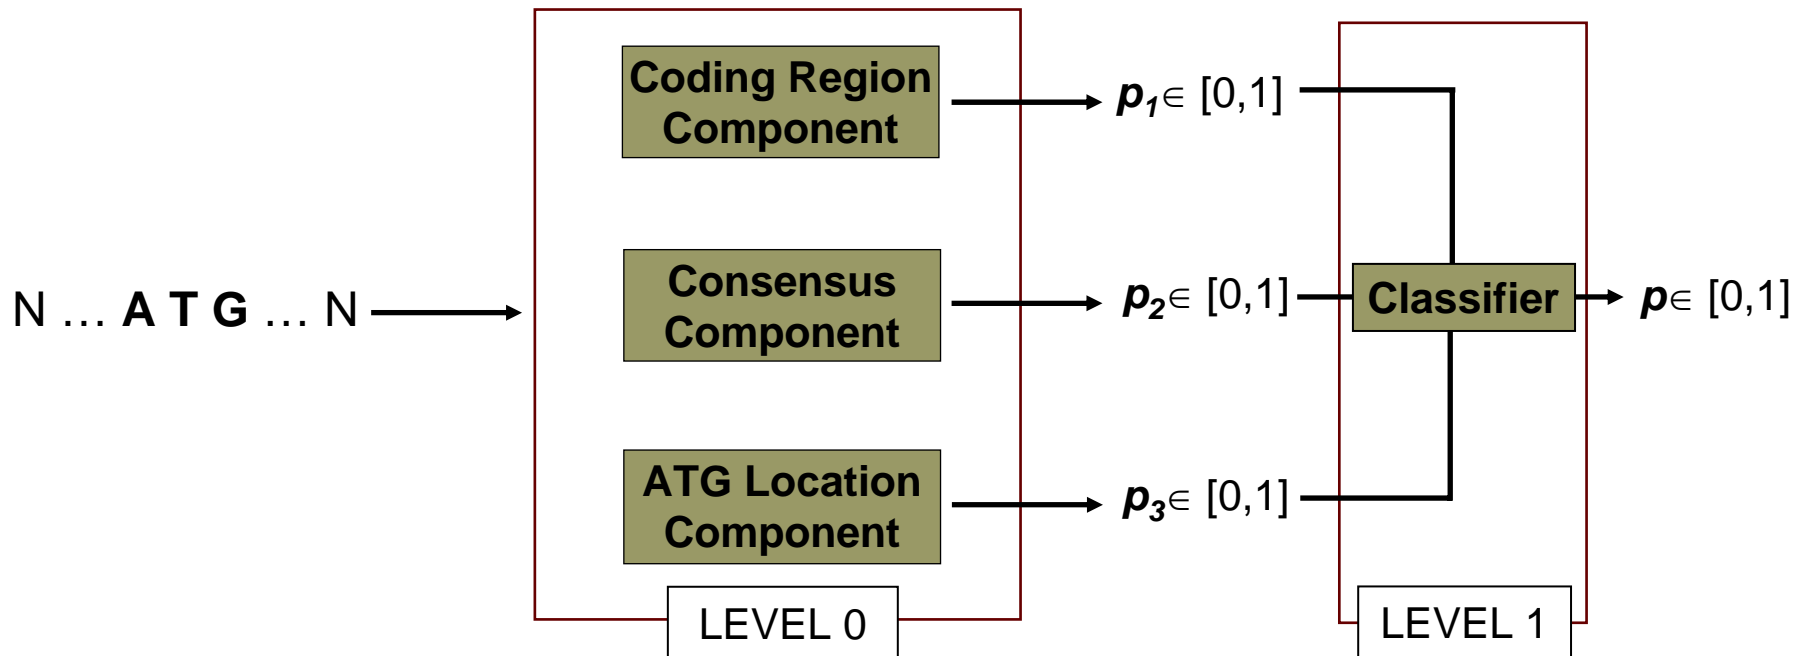 N ... A T G ... N
Coding Region
Component
Consensus
Component
ATG Location
Component
LEVEL 0
p1∈ [0,1]
p2∈ [0,1]
p3∈ [0,1]
Classifier
LEVEL 1
p∈ [0,1]